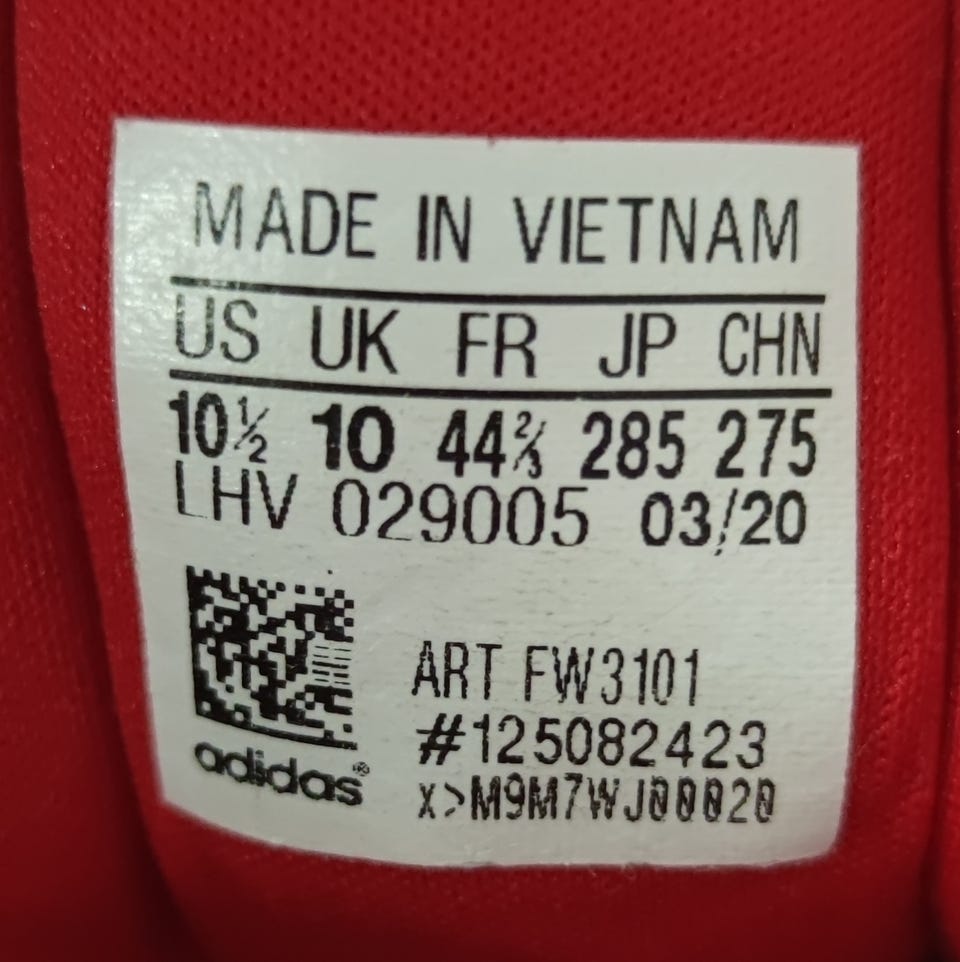 MADE IN VIETNAM
US UK FR JP CHN
10½ 10 44⅔ 285 275
LHV 029005 03/20
ART FW3101
#125082423
adidas®
x>M9M7WJ00020